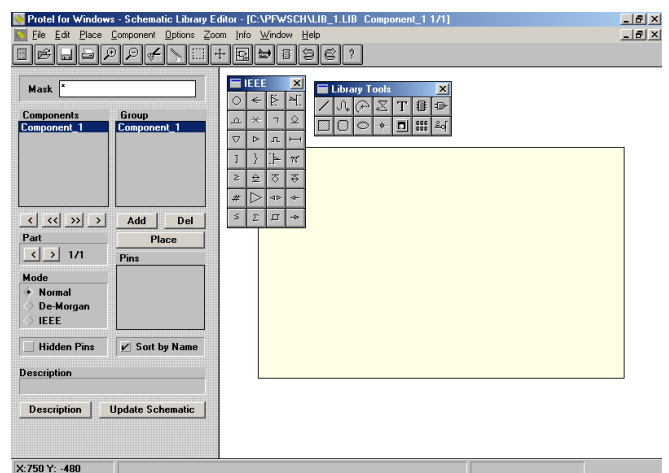 Protel for Windows - Schematic Library Editor - [C:\PFWSCH\LIB_1.LIB Component_1 1/1]
File Edit Place Component Options Zoom Info Window Help
IEEE
Library Tools
Mask *
Components
Group
Component_1
Component_1
< << >> >
Add Del
Part
Place
< > 1/1
Pins
Mode
Normal
De-Morgan
IEEE
Hidden Pins
Sort by Name
Description
Description
Update Schematic
X:750 Y: -480